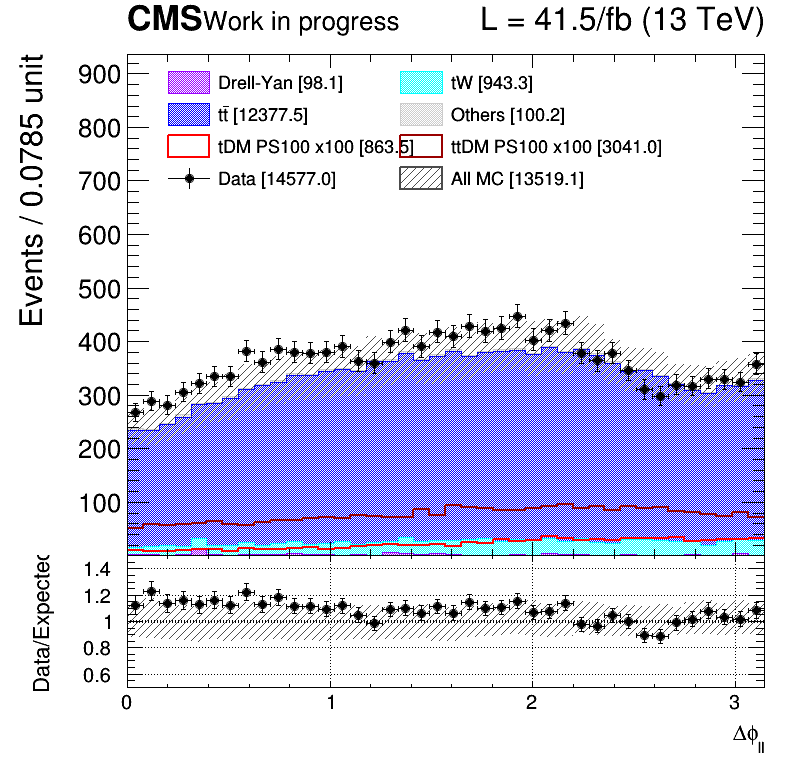 CMS Work in progress L = 41.5/fb (13 TeV)
Drell-Yan [98.1] tW [943.3]
tt̄ [12377.5] Others [100.2]
tDM PS100 x100 [863.5] ttDM PS100 x100 [3041.0]
Data [14577.0] All MC [13519.1]
Events / 0.0785 unit
900
800
700
600
500
400
300
200
100
Data/Expected
1.4
1.2
1
0.8
0.6
0 1 2 3
Δϕll